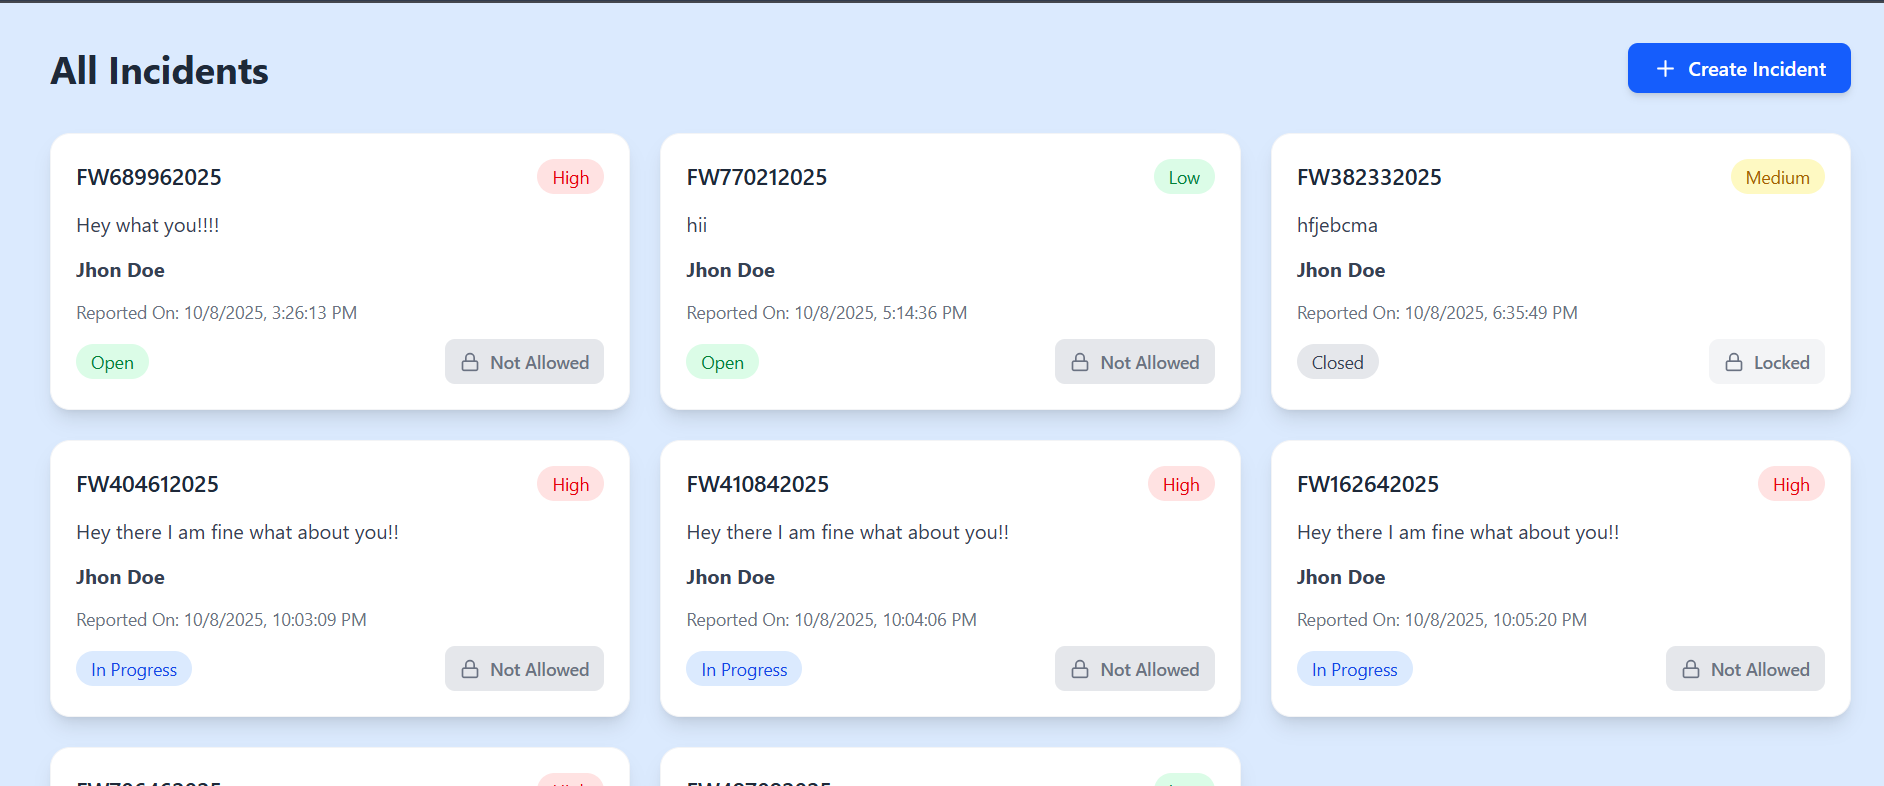 All Incidents
Create Incident
FW689962025 High
Hey what you!!!!
Jhon Doe
Reported On: 10/8/2025, 3:26:13 PM
Open Not Allowed
FW770212025 Low
hii
Jhon Doe
Reported On: 10/8/2025, 5:14:36 PM
Open Not Allowed
FW382332025 Medium
hfjebcma
Jhon Doe
Reported On: 10/8/2025, 6:35:49 PM
Closed Locked
FW404612025 High
Hey there I am fine what about you!!
Jhon Doe
Reported On: 10/8/2025, 10:03:09 PM
In Progress Not Allowed
FW410842025 High
Hey there I am fine what about you!!
Jhon Doe
Reported On: 10/8/2025, 10:04:06 PM
In Progress Not Allowed
FW162642025 High
Hey there I am fine what about you!!
Jhon Doe
Reported On: 10/8/2025, 10:05:20 PM
In Progress Not Allowed